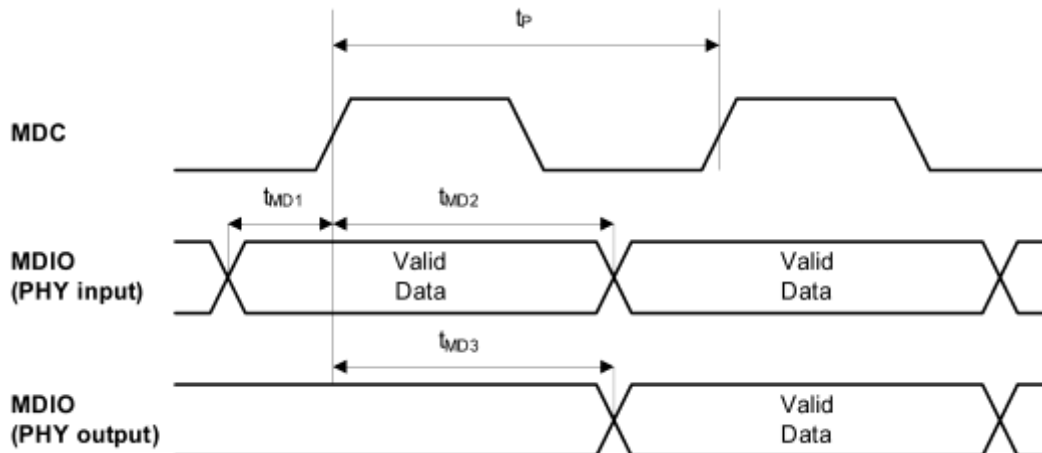 tP
MDC
tMD1
tMD2
MDIO
(PHY input)
Valid
Data
Valid
Data
tMD3
MDIO
(PHY output)
Valid
Data